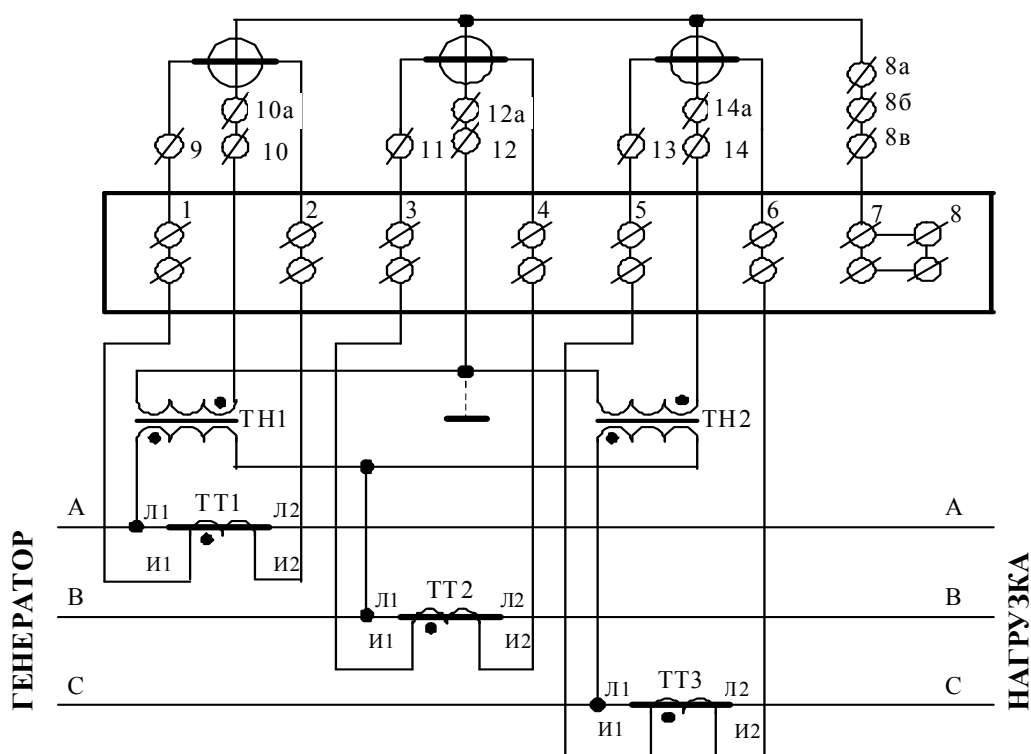 8а
10а
12а
14а
8б
9
10
11
12
13
14
8в
1
2
3
4
5
6
7
8
ТН1
ТН2
А
Л1
ТТ1
Л2
А
И1
И2
В
Л1
ТТ2
Л2
В
И1
И2
С
Л1
ТТ3
Л2
С
И1
И2
ГЕНЕРАТОР
НАГРУЗКА